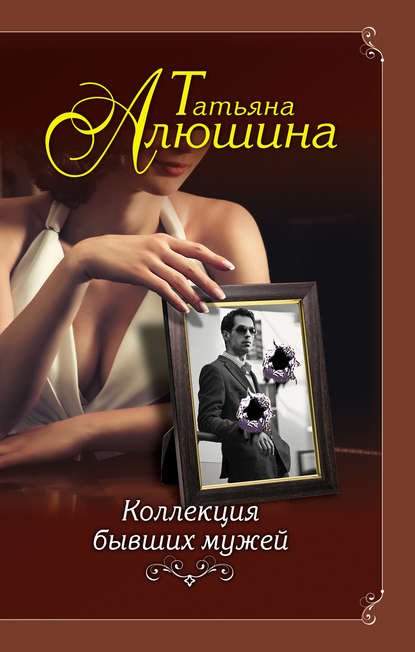 Татьяна
Алюшина
Коллекция
бывших мужей